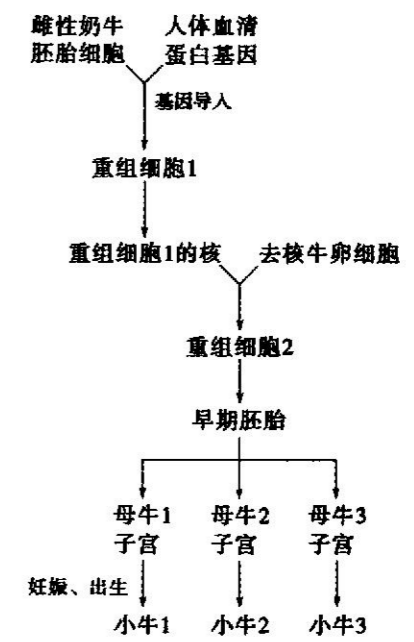 雌性奶牛 人体血清
胚胎细胞 蛋白基因
基因导入
重组细胞1
重组细胞1的核 去核牛卵细胞
重组细胞2
早期胚胎
母牛1 母牛2 母牛3
子宫 子宫 子宫
妊娠、出生
小牛1 小牛2 小牛3